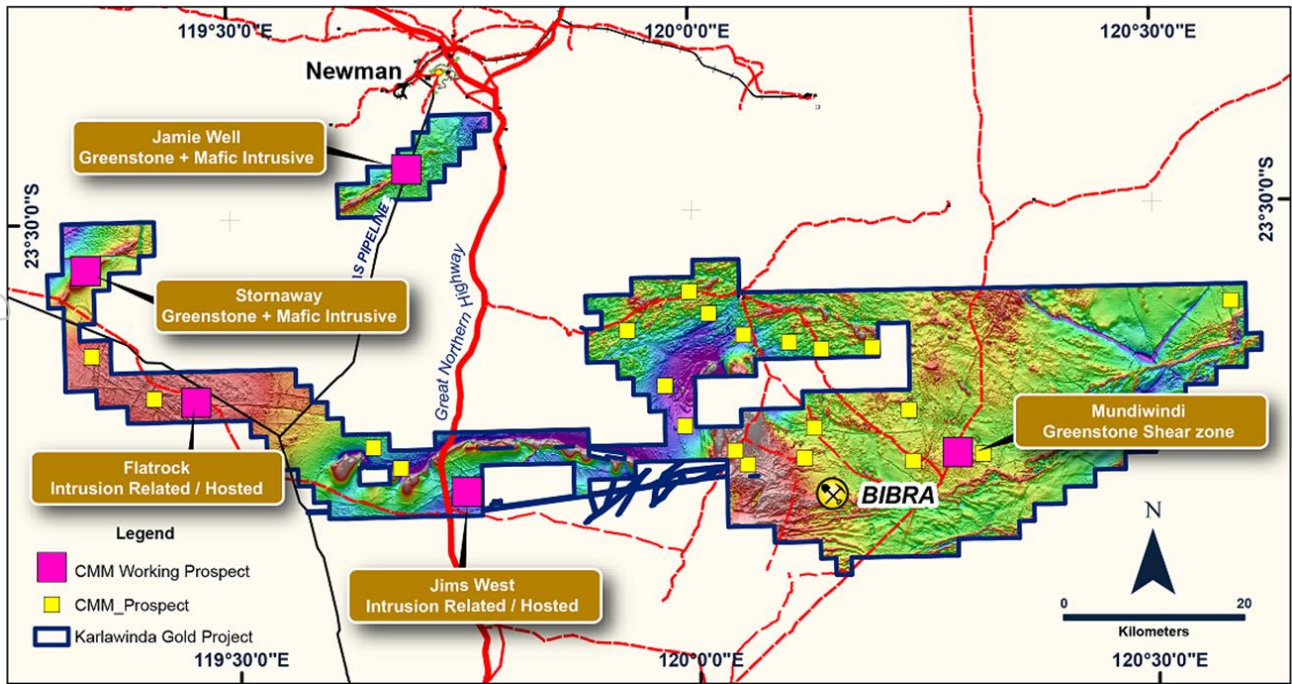 119°30'0"E
120°0'0"E
120°30'0"E
Newman
Jamie Well
Greenstone + Mafic Intrusive
23°30'0"S
23°30'0"S
AS PIPELINE
Great Northern Highway
Stornaway
Greenstone + Mafic Intrusive
Mundiwindi
Greenstone Shear zone
Flatrock
Intrusion Related / Hosted
BIBRA
Legend
CMM Working Prospect
CMM_Prospect
Karlawinda Gold Project
Jims West
Intrusion Related / Hosted
N
0 20
Kilometers
119°30'0"E
120°0'0"E
120°30'0"E